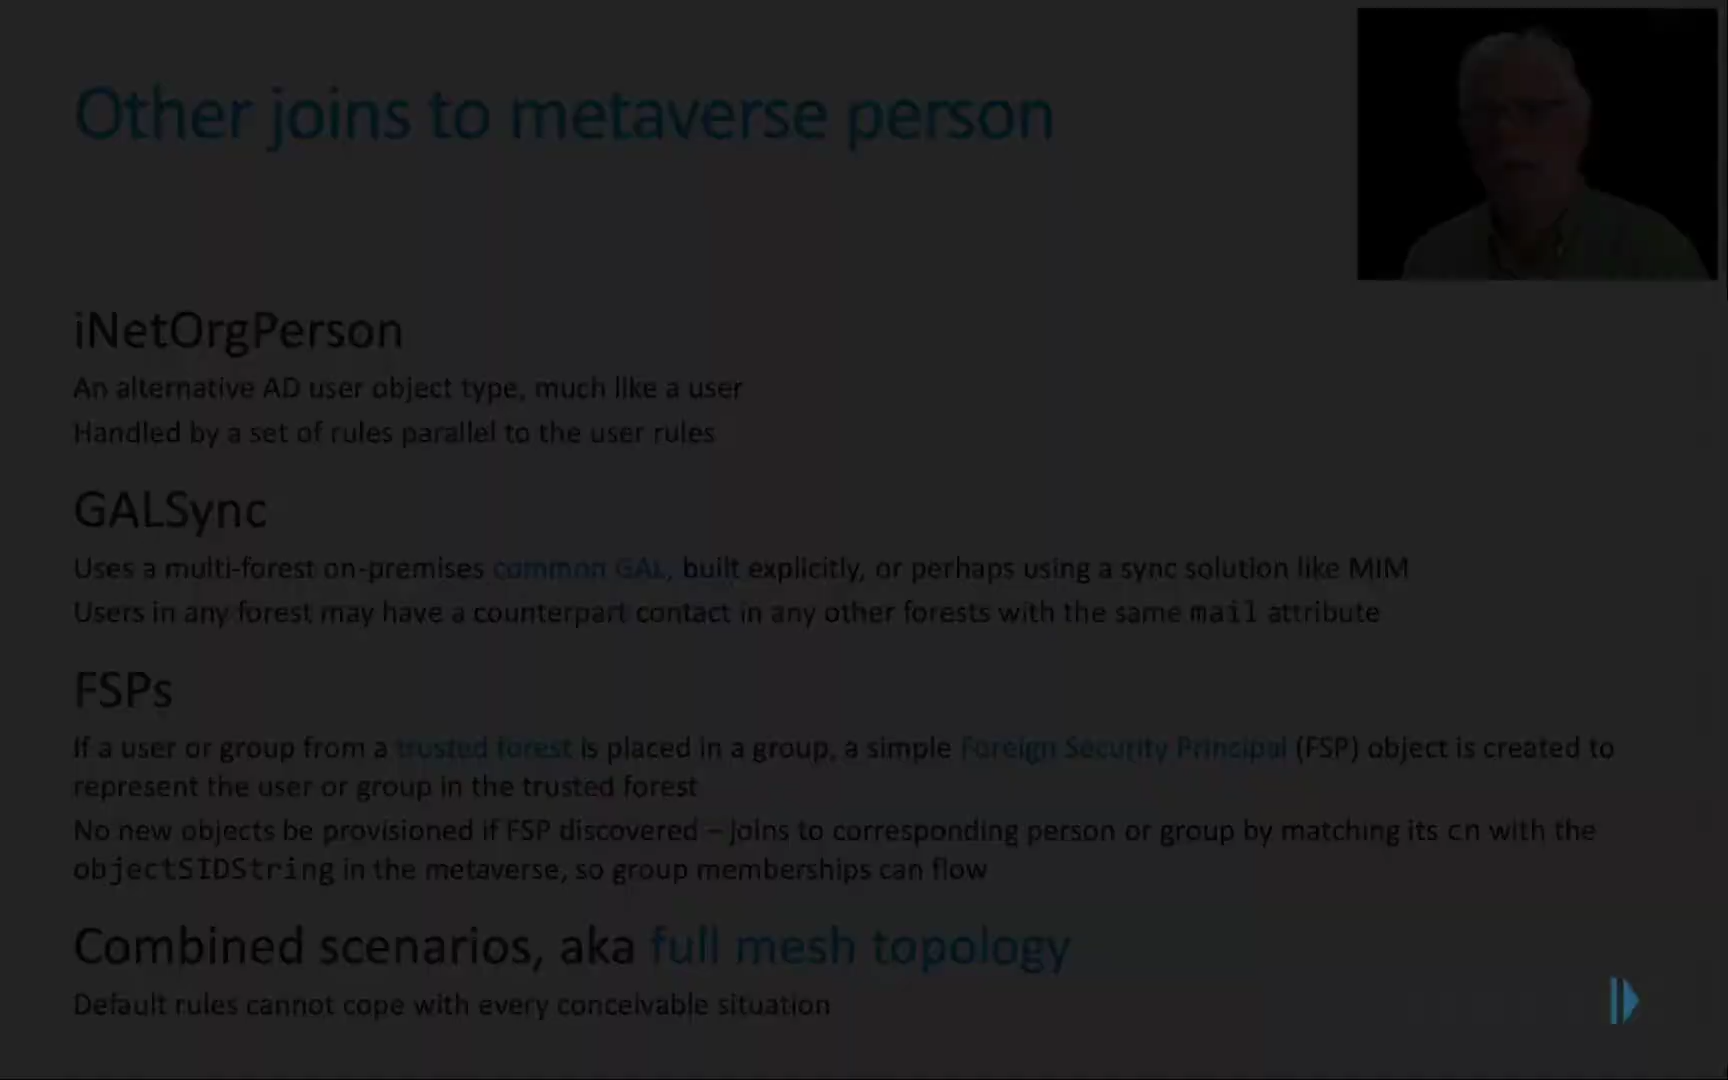 Other joins to metaverse person
iNetOrgPerson
An alternative AD user object type, much like a user
Handled by a set of rules parallel to the user rules
GALSync
Uses a multi-forest on-premises common GAL, built explicitly, or perhaps using a sync solution like MIM
Users in any forest may have a counterpart contact in any other forests with the same mail attribute
FSPs
If a user or group from a trusted forest is placed in a group, a simple Foreign Security Principal (FSP) object is created to
represent the user or group in the trusted forest
No new objects be provisioned if FSP discovered – joins to corresponding person or group by matching its cn with the
objectSIDString in the metaverse, so group memberships can flow
Combined scenarios, aka full mesh topology
Default rules cannot cope with every conceivable situation